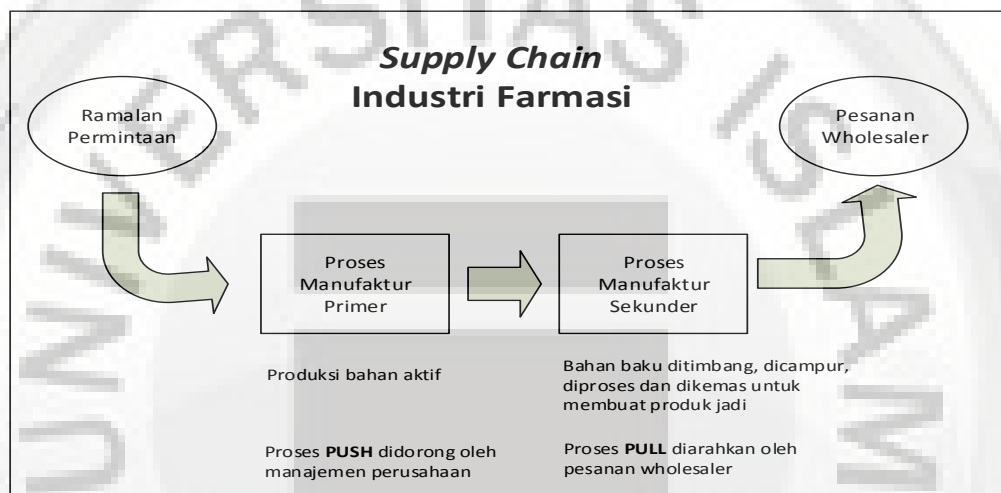 Supply Chain
Industri Farmasi
Ramalan
Permintaan
Pesanan
Wholesaler
Proses
Manufaktur
Primer
Proses
Manufaktur
Sekunder
Produksi bahan aktif
Bahan baku ditimbang, dicampur,
diproses dan dikemas untuk
membuat produk jadi
Proses PUSH didorong oleh
manajemen perusahaan
Proses PULL diarahkan oleh
pesanan wholesaler
UNIVERSITAS ISLAM